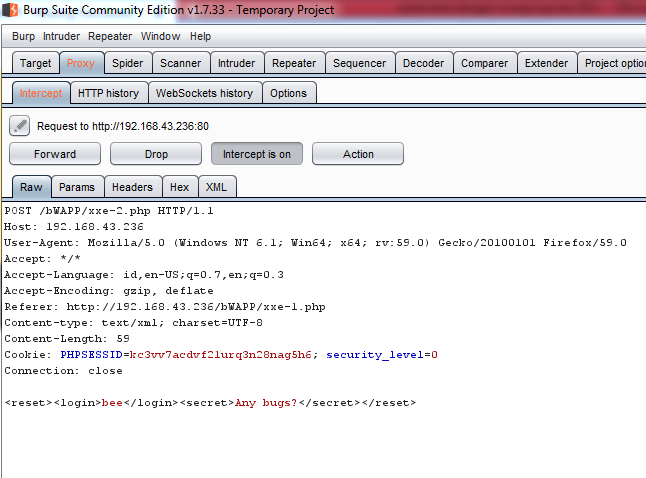 Burp Suite Community Edition v1.7.33 - Temporary Project
Burp Intruder Repeater Window Help
Target Proxy Spider Scanner Intruder Repeater Sequencer Decoder Comparer Extender Project optio
Intercept HTTP history WebSockets history Options
Request to http://192.168.43.236:80
Forward Drop Intercept is on Action
Raw Params Headers Hex XML
POST /bWAPP/xxe-2.php HTTP/1.1
Host: 192.168.43.236
User-Agent: Mozilla/5.0 (Windows NT 6.1; Win64; x64; rv:59.0) Gecko/20100101 Firefox/59.0
Accept: */*
Accept-Language: id,en-US;q=0.7,en;q=0.3
Accept-Encoding: gzip, deflate
Referer: http://192.168.43.236/bWAPP/xxe-1.php
Content-type: text/xml; charset=UTF-8
Content-Length: 59
Cookie: PHPSESSID=kc3vv7acdvf2lurq3n28nag5h6; security_level=0
Connection: close
<reset><login>bee</login><secret>Any bugs?</secret></reset>